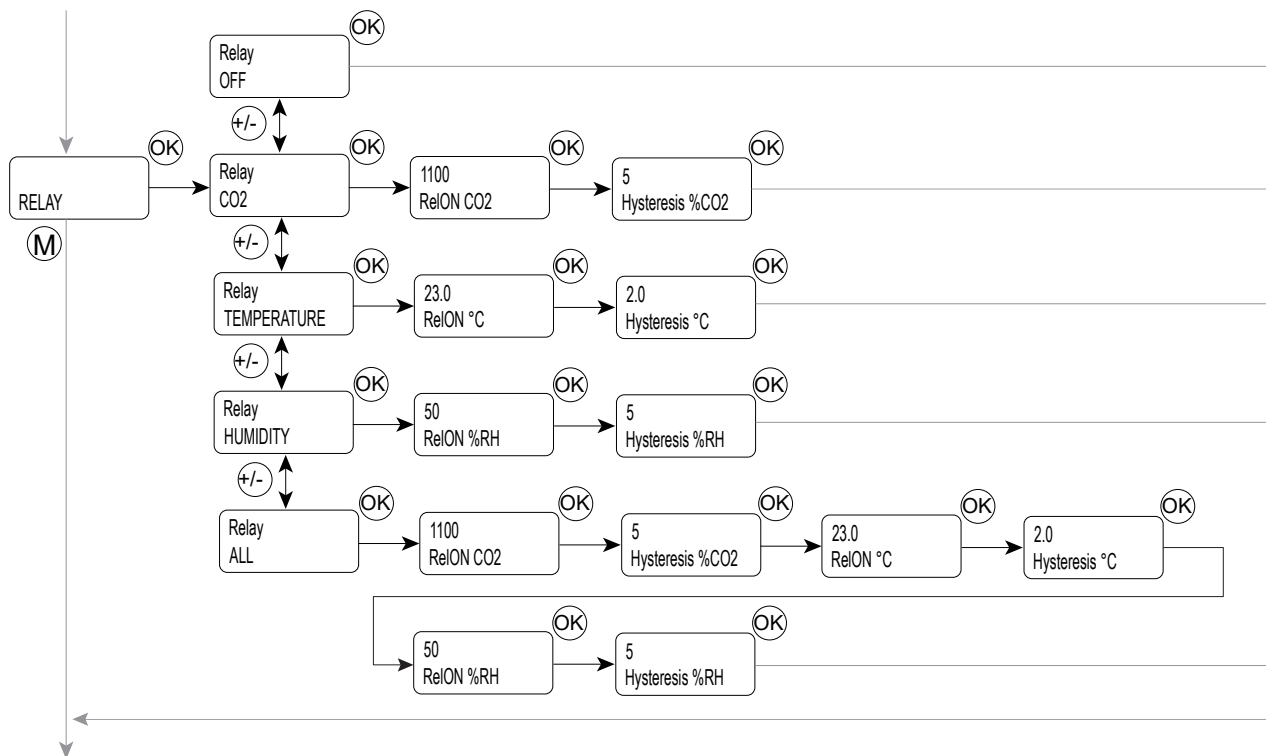 OK
Relay
OFF
+/-
OK
OK
OK
OK
RELAY
Relay
CO2
1100
RelON CO2
5
Hysteresis %CO2
M
+/-
OK
OK
OK
Relay
TEMPERATURE
23.0
RelON °C
2.0
Hysteresis °C
+/-
OK
OK
OK
Relay
HUMIDITY
50
RelON %RH
5
Hysteresis %RH
+/-
OK
OK
OK
OK
OK
Relay
ALL
1100
RelON CO2
5
Hysteresis %CO2
23.0
RelON °C
2.0
Hysteresis °C
OK
OK
50
RelON %RH
5
Hysteresis %RH